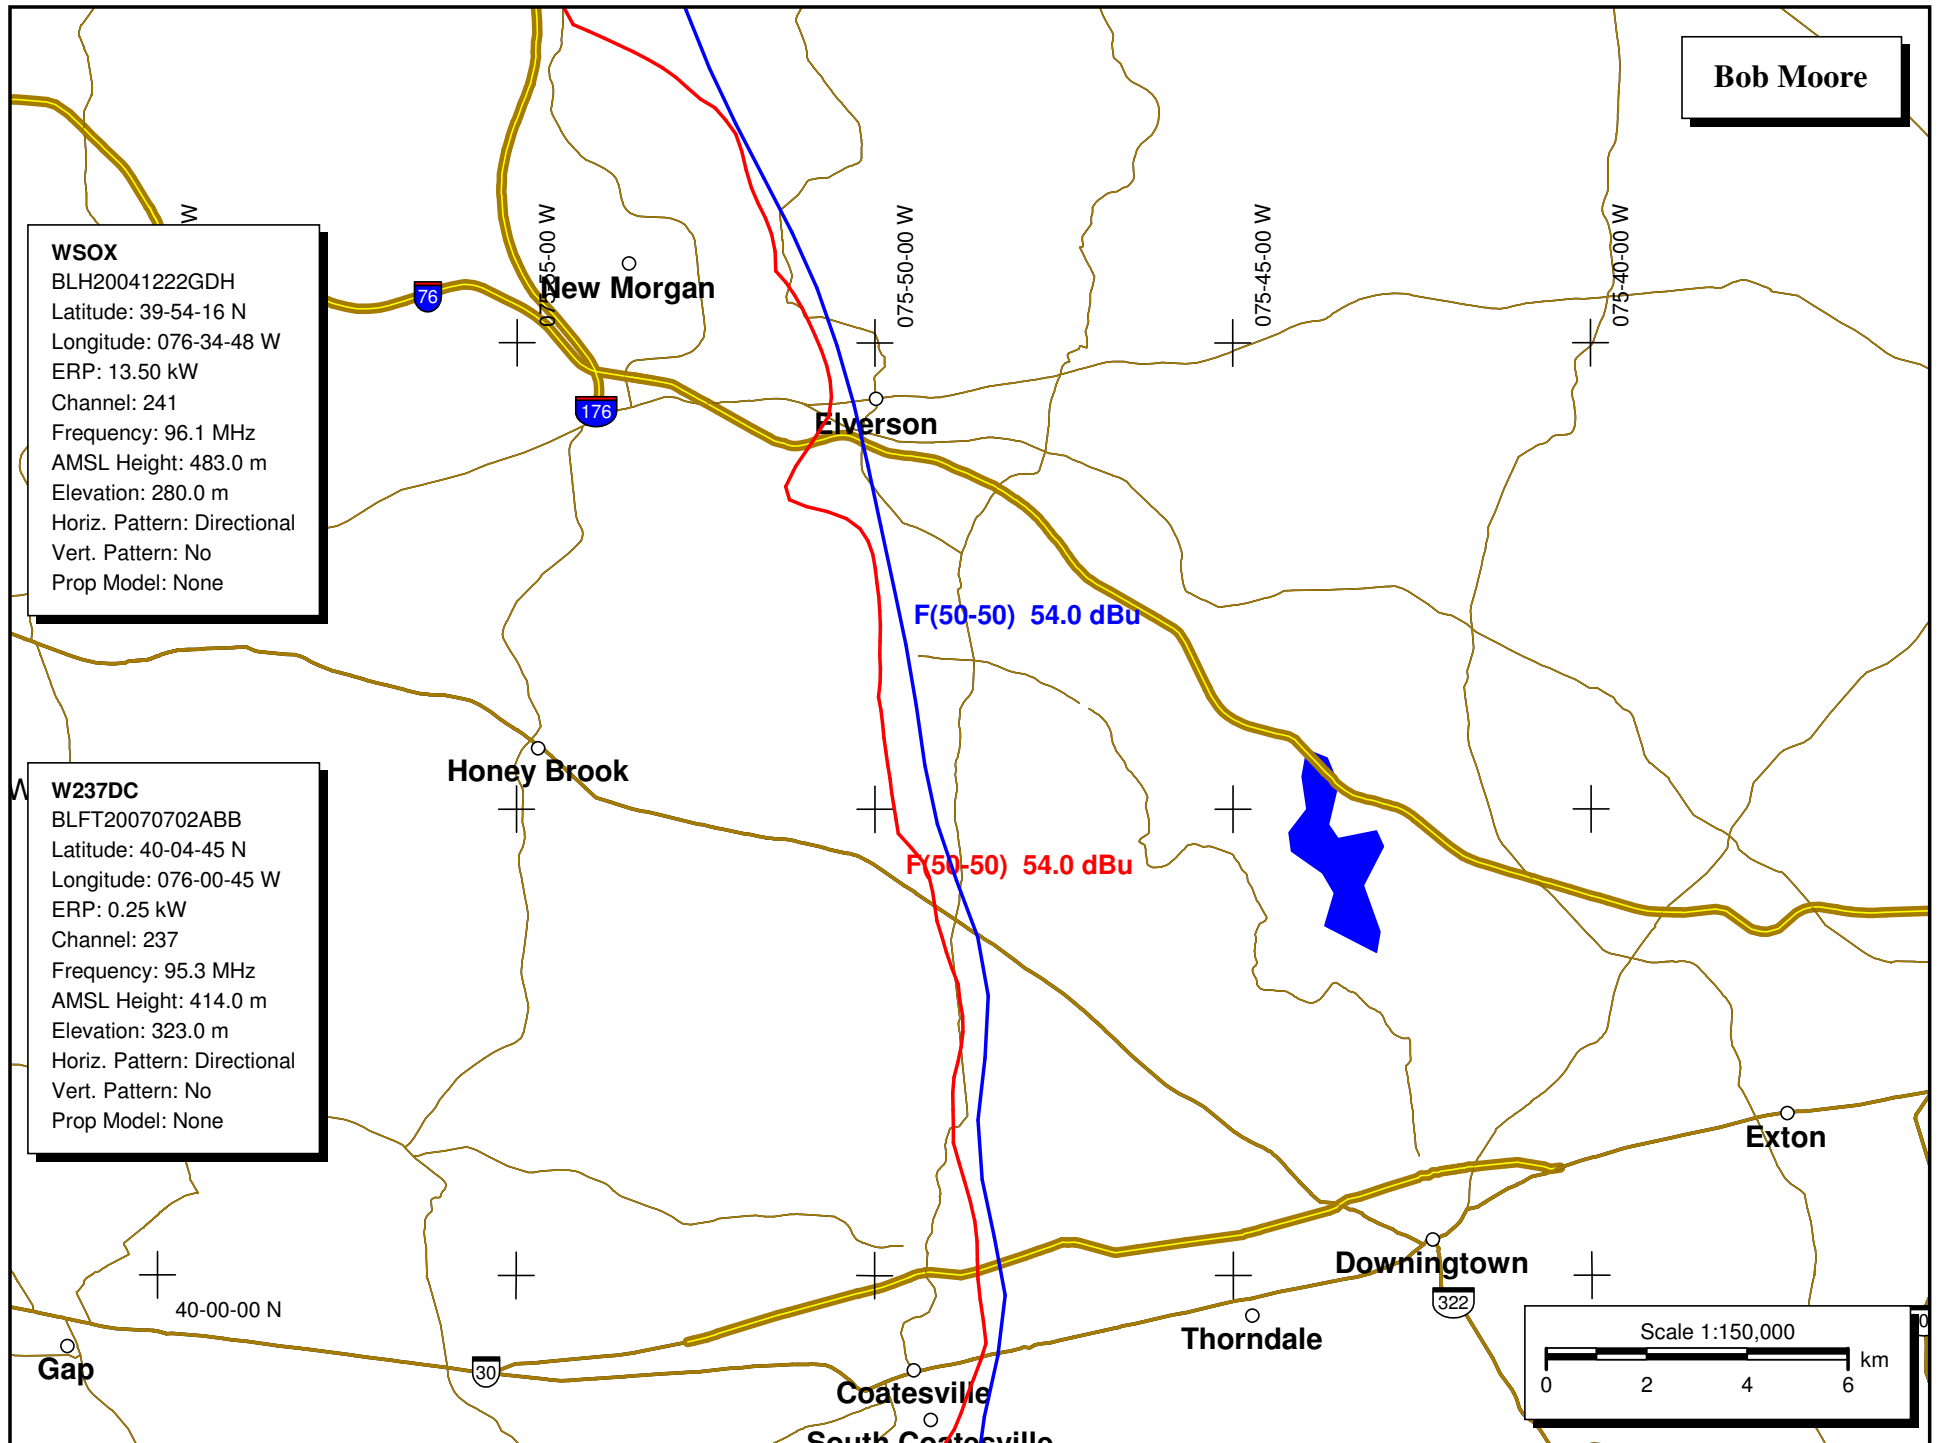 Bob Moore
W
075-55-00 W
075-50-00 W
075-45-00 W
075-40-00 W
WSOX
BLH20041222GDH
Latitude: 39-54-16 N
Longitude: 076-34-48 W
ERP: 13.50 kW
Channel: 241
Frequency: 96.1 MHz
AMSL Height: 483.0 m
Elevation: 280.0 m
Horiz. Pattern: Directional
Vert. Pattern: No
Prop Model: None
76
New Morgan
176
Elverson
F(50-50) 54.0 dBu
Honey Brook
W
W237DC
BLFT20070702ABB
Latitude: 40-04-45 N
Longitude: 076-00-45 W
ERP: 0.25 kW
Channel: 237
Frequency: 95.3 MHz
AMSL Height: 414.0 m
Elevation: 323.0 m
Horiz. Pattern: Directional
Vert. Pattern: No
Prop Model: None
F(50-50) 54.0 dBu
Exton
Downingtown
322
40-00-00 N
Thorndale
Gap
30
Coatesville
South Coatesville
Scale 1:150,000
km
0 2 4 6